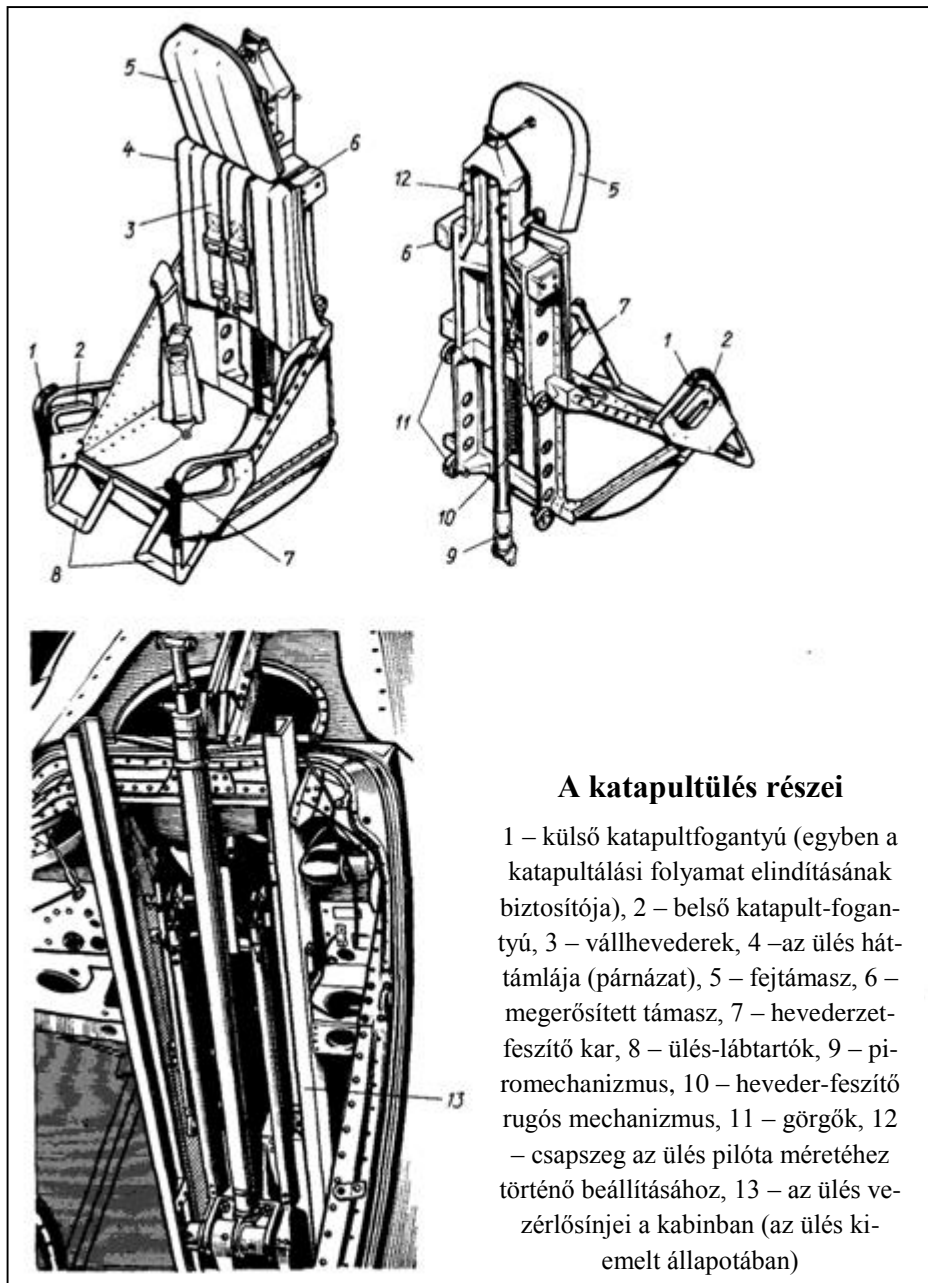 5
4
6
3
1
2
7
8
12
5
6
7
1
2
11
10
9
13
A katapultülés részei
1 – külső katapultfogantyú (egyben a
katapultálási folyamat elindításának
biztosítója), 2 – belső katapult-fogan-
tyú, 3 – vállhevederek, 4 –az ülés hát-
támlája (párnázat), 5 – fejtámasz, 6 –
megerősített támasz, 7 – hevederzet-
feszítő kar, 8 – ülés-lábtartók, 9 – pi-
romechanizmus, 10 – heveder-feszítő
rugós mechanizmus, 11 – görgők, 12
– csapszeg az ülés pilóta méretéhez
történő beállításához, 13 – az ülés ve-
zérlősínjei a kabinban (az ülés ki-
emelt állapotában)